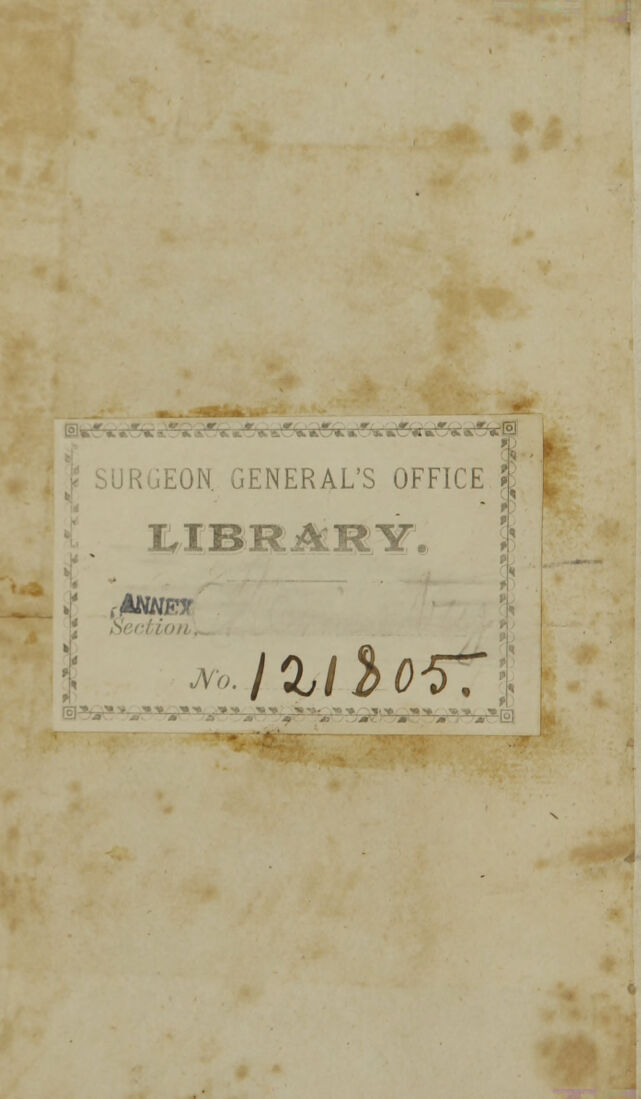 SURGEON GENERAL'S OFFICE
LIBRARY.
ANNEX
Section,
No. 121805.